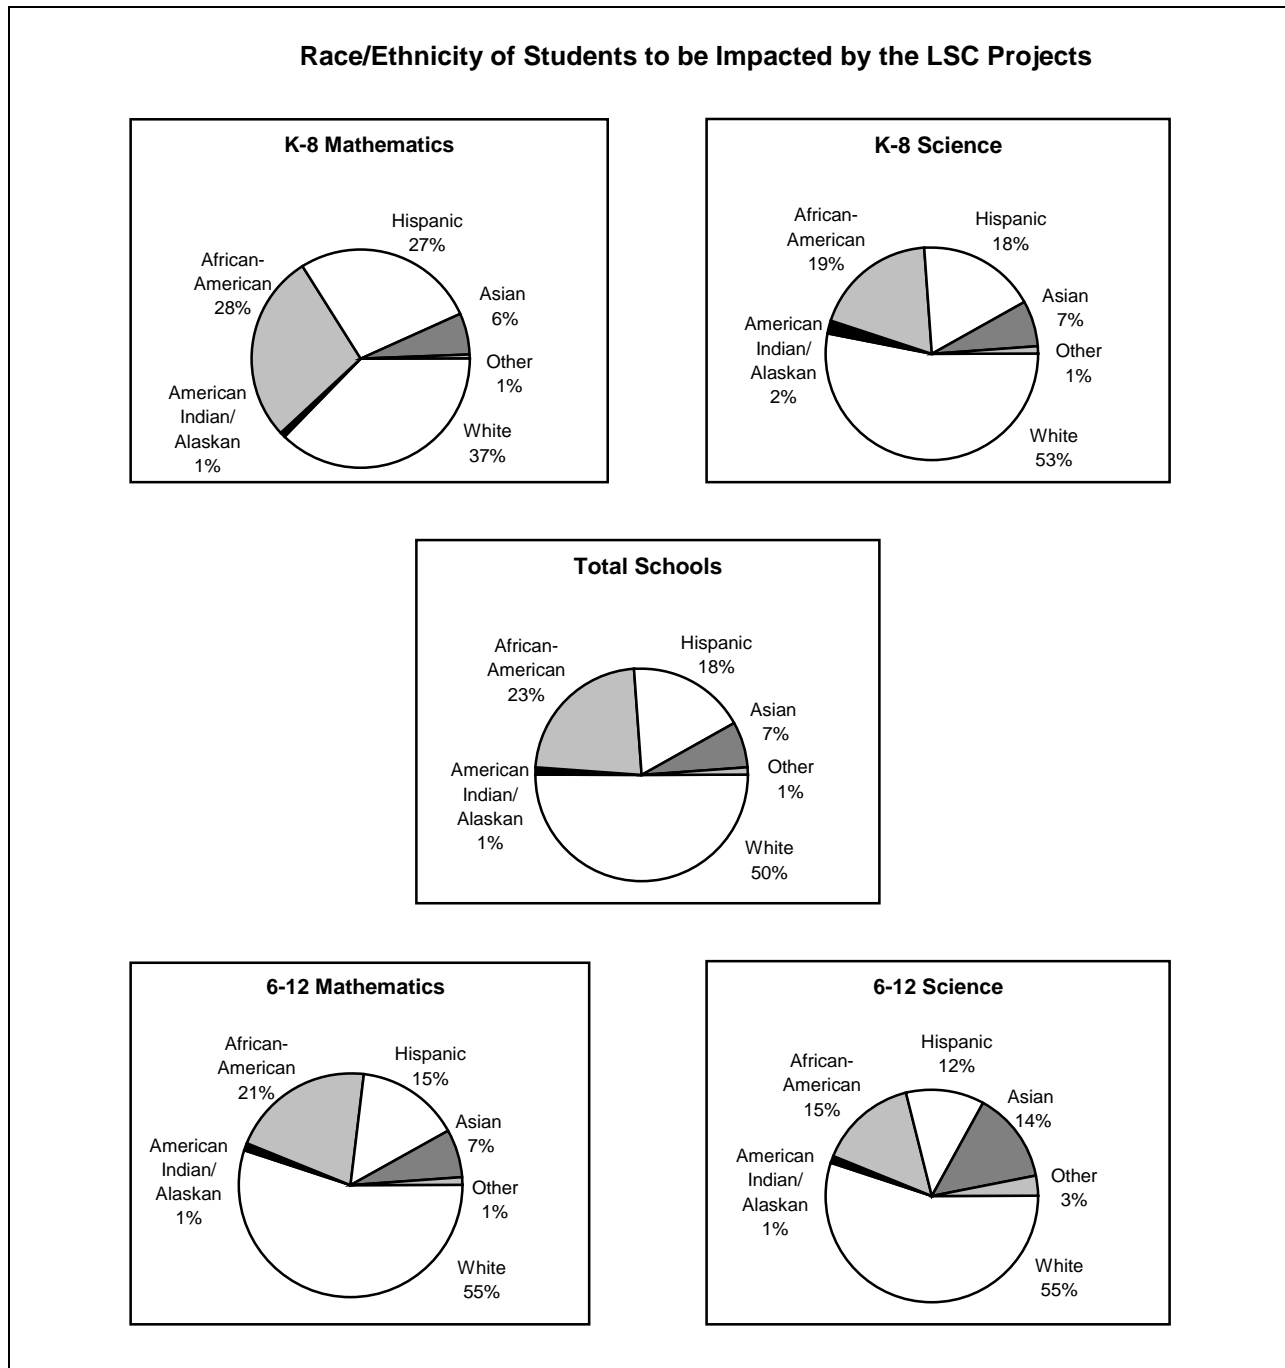 Race/Ethnicity of Students to be Impacted by the LSC Projects
K-8 Mathematics
Hispanic
27%
African-
American
28%
Asian
6%
Other
1%
American
Indian/
Alaskan
1%
White
37%
K-8 Science
African-
American
19%
Hispanic
18%
Asian
7%
American
Indian/
Alaskan
2%
Other
1%
White
53%
Total Schools
African-
American
23%
Hispanic
18%
Asian
7%
American
Indian/
Alaskan
1%
Other
1%
White
50%
6-12 Mathematics
African-
American
21%
Hispanic
15%
Asian
7%
American
Indian/
Alaskan
1%
Other
1%
White
55%
6-12 Science
Hispanic
12%
African-
American
15%
Asian
14%
American
Indian/
Alaskan
1%
Other
3%
White
55%